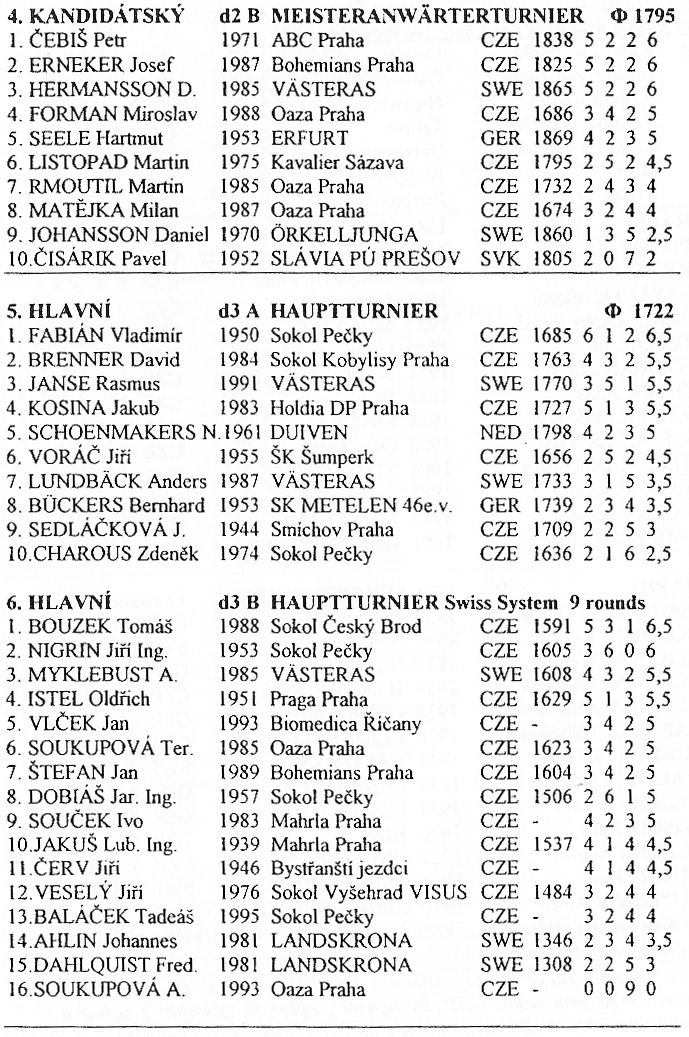 4. KANDIDÁTSKÝ d2 B MEISTERANWÄRTERTURNIER Φ 1795
1. ČEBIŠ Petr 1971 ABC Praha CZE 1838 5 2 2 6
2. ERNEKER Josef 1987 Bohemians Praha CZE 1825 5 2 2 6
3. HERMANSSON D. 1985 VÄSTERAS SWE 1865 5 2 2 6
4. FORMAN Miroslav 1988 Oaza Praha CZE 1686 3 4 2 5
5. SEELE Hartmut 1953 ERFURT GER 1869 4 2 3 5
6. LISTOPAD Martin 1975 Kavalier Sázava CZE 1795 2 5 2 4,5
7. RMOUTIL Martin 1985 Oaza Praha CZE 1732 2 4 3 4
8. MATĚJKA Milan 1987 Oaza Praha CZE 1674 3 2 4 4
9. JOHANSSON Daniel 1970 ÖRKELLJUNGA SWE 1860 1 3 5 2,5
10.ČISÁRIK Pavel 1952 SLÁVIA PÚ PREŠOV SVK 1805 2 0 7 2
5. HLAVNÍ d3 A HAUPTTURNIER Φ 1722
1. FABIÁN Vladimír 1950 Sokol Pečky CZE 1685 6 1 2 6,5
2. BRENNER David 1984 Sokol Kobylisy Praha CZE 1763 4 3 2 5,5
3. JANSE Rasmus 1991 VÄSTERAS SWE 1770 3 5 1 5,5
4. KOSINA Jakub 1983 Holdia DP Praha CZE 1727 5 1 3 5,5
5. SCHOENMAKERS N.1961 DUIVEN NED 1798 4 2 3 5
6. VORÁČ Jiří 1955 ŠK Šumperk CZE 1656 2 5 2 4,5
7. LUNDBÄCK Anders 1987 VÄSTERAS SWE 1733 3 1 5 3,5
8. BÜCKERS Bernhard 1953 SK METELEN 46e.v. GER 1739 2 3 4 3,5
9. SEDLÁČKOVÁ J. 1944 Smíchov Praha CZE 1709 2 2 5 3
10.CHAROUS Zdeněk 1974 Sokol Pečky CZE 1636 2 1 6 2,5
6. HLAVNÍ d3 B HAUPTTURNIER Swiss System 9 rounds
1. BOUZEK Tomáš 1988 Sokol Český Brod CZE 1591 5 3 1 6,5
2. NIGRIN Jiří Ing. 1953 Sokol Pečky CZE 1605 3 6 0 6
3. MYKLEBUST A. 1985 VÄSTERAS SWE 1608 4 3 2 5,5
4. ISTEL Oldřich 1951 Praga Praha CZE 1629 5 1 3 5,5
5. VLČEK Jan 1993 Biomedica Říčany CZE - 3 4 2 5
6. SOUKUPOVÁ Ter. 1985 Oaza Praha CZE 1623 3 4 2 5
7. ŠTEFAN Jan 1989 Bohemians Praha CZE 1604 3 4 2 5
8. DOBIÁŠ Jar. Ing. 1957 Sokol Pečky CZE 1506 2 6 1 5
9. SOUČEK Ivo 1983 Mahrla Praha CZE - 4 2 3 5
10.JAKUŠ Lub. Ing. 1939 Mahrla Praha CZE 1537 4 1 4 4,5
11.ČERV Jiří 1946 Bystřanští jezdci CZE - 4 1 4 4,5
12.VESELÝ Jiří 1976 Sokol Vyšehrad VISUS CZE 1484 3 2 4 4
13.BALÁČEK Tadeáš 1995 Sokol Pečky CZE - 3 2 4 4
14.AHLIN Johannes 1981 LANDSKRONA SWE 1346 2 3 4 3,5
15.DAHLQUIST Fred. 1981 LANDSKRONA SWE 1308 2 2 5 3
16.SOUKUPOVÁ A. 1993 Oaza Praha CZE - 0 0 9 0